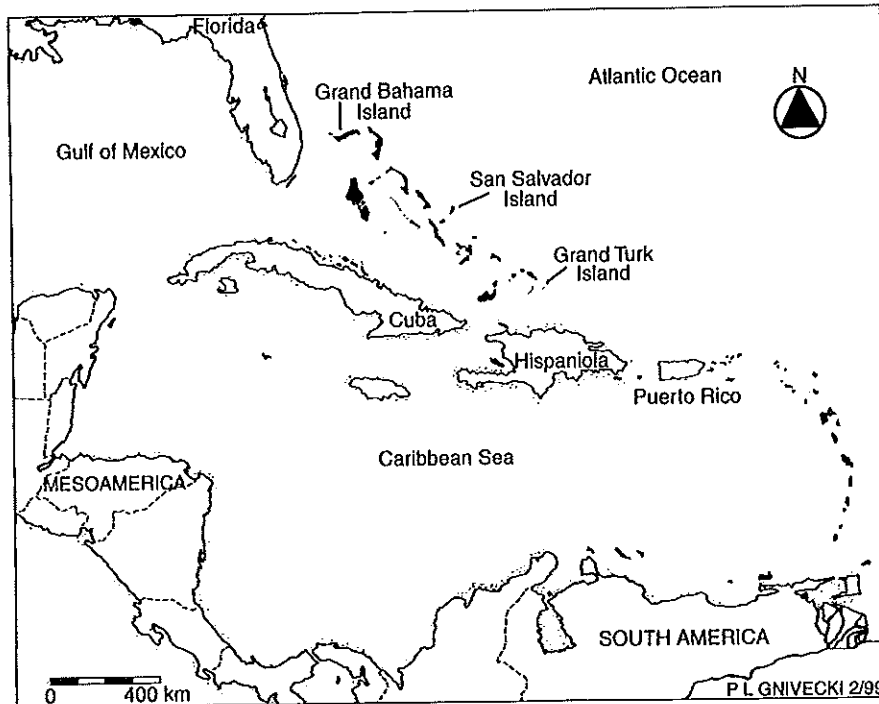 Florida
Atlantic Ocean
N
Grand Bahama
Island
Gulf of Mexico
San Salvador
Island
Grand Turk
Island
Cuba
Hispaniola
Puerto Rico
Caribbean Sea
MESOAMERICA
SOUTH AMERICA
0 400 km
P I. GNIVECKI 2/99